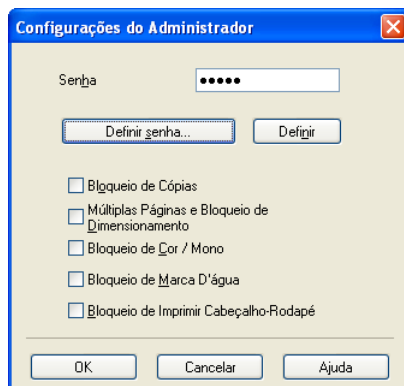 Configurações do Administrador
Senha •••••
Definir senha... Definir
Bloqueio de Cópias
Múltiplas Páginas e Bloqueio de
Dimensionamento
Bloqueio de Cor / Mono
Bloqueio de Marca D'água
Bloqueio de Imprimir Cabeçalho-Rodapé
OK Cancelar Ajuda